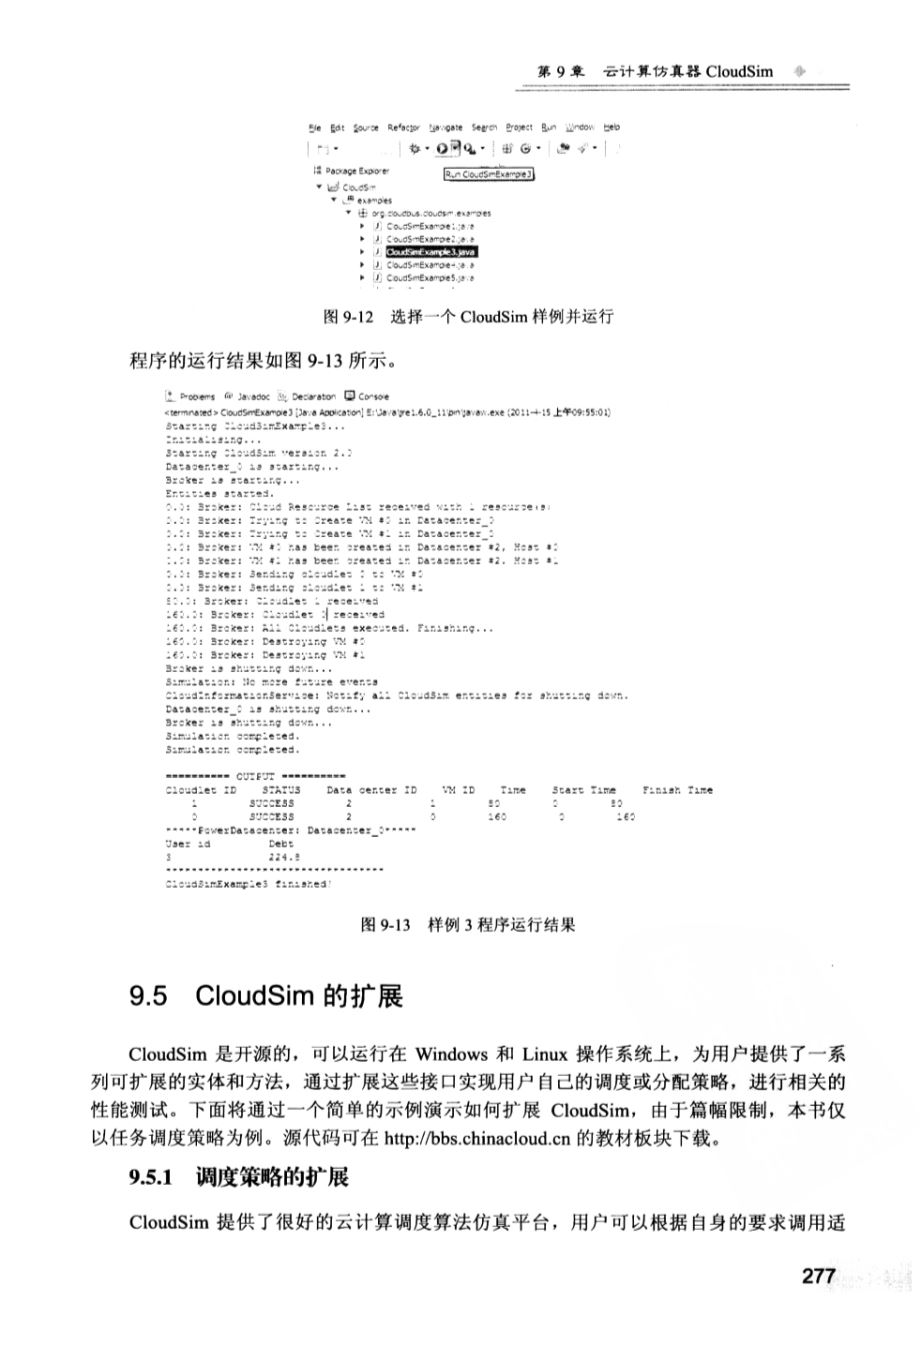 第 9 章 云计算仿真器 CloudSim
File Edit Source Refactor Navigate Search Project Run Window Help
Package Explorer
Run CloudSimExample3
CloudSim
examples
org.cloudbus.cloudsim.examples
CloudSimExample1.java
CloudSimExample2.java
CloudSimExample3.java
CloudSimExample4.java
CloudSimExample5.java
图 9-12 选择一个 CloudSim 样例并运行
程序的运行结果如图 9-13 所示。
Problems @ Javadoc Declaration Console
<terminated> CloudSimExample3 [Java Application] E:\Java\jre1.6.0_11\bin\javaw.exe (2011-4-15 上午09:55:01)
Starting CloudSimExample3...
Initialising...
Starting CloudSim version 2.0
Datacenter_0 is starting...
Broker is starting...
Entities started.
0.0: Broker: Cloud Resource List received with 1 resource(s)
0.0: Broker: Trying to Create VM #0 in Datacenter_0
0.0: Broker: Trying to Create VM #1 in Datacenter_0
0.0: Broker: VM #0 has been created in Datacenter #2, Host #0
0.0: Broker: VM #1 has been created in Datacenter #2, Host #1
0.0: Broker: Sending cloudlet 0 to VM #0
0.0: Broker: Sending cloudlet 1 to VM #1
80.0: Broker: Cloudlet 1 received
160.0: Broker: Cloudlet 0 received
160.0: Broker: All Cloudlets executed. Finishing...
160.0: Broker: Destroying VM #0
160.0: Broker: Destroying VM #1
Broker is shutting down...
Simulation: No more future events
CloudInformationService: Notify all CloudSim entities for shutting down.
Datacenter_0 is shutting down...
Broker is shutting down...
Simulation completed.
Simulation completed.
========== OUTPUT ==========
Cloudlet ID STATUS Data center ID VM ID Time Start Time Finish Time
1 SUCCESS 2 1 80 0 80
0 SUCCESS 2 0 160 0 160
*****PowerDatacenter: Datacenter_0*****
User id Debt
3 224.8
**********************************
CloudSimExample3 finished!
图 9-13 样例 3 程序运行结果
9.5 CloudSim 的扩展
CloudSim 是开源的，可以运行在 Windows 和 Linux 操作系统上，为用户提供了一系
列可扩展的实体和方法，通过扩展这些接口实现用户自己的调度或分配策略，进行相关的
性能测试。下面将通过一个简单的示例演示如何扩展 CloudSim，由于篇幅限制，本书仅
以任务调度策略为例。源代码可在 http://bbs.chinacloud.cn 的教材板块下载。
9.5.1 调度策略的扩展
CloudSim 提供了很好的云计算调度算法仿真平台，用户可以根据自身的要求调用适
277